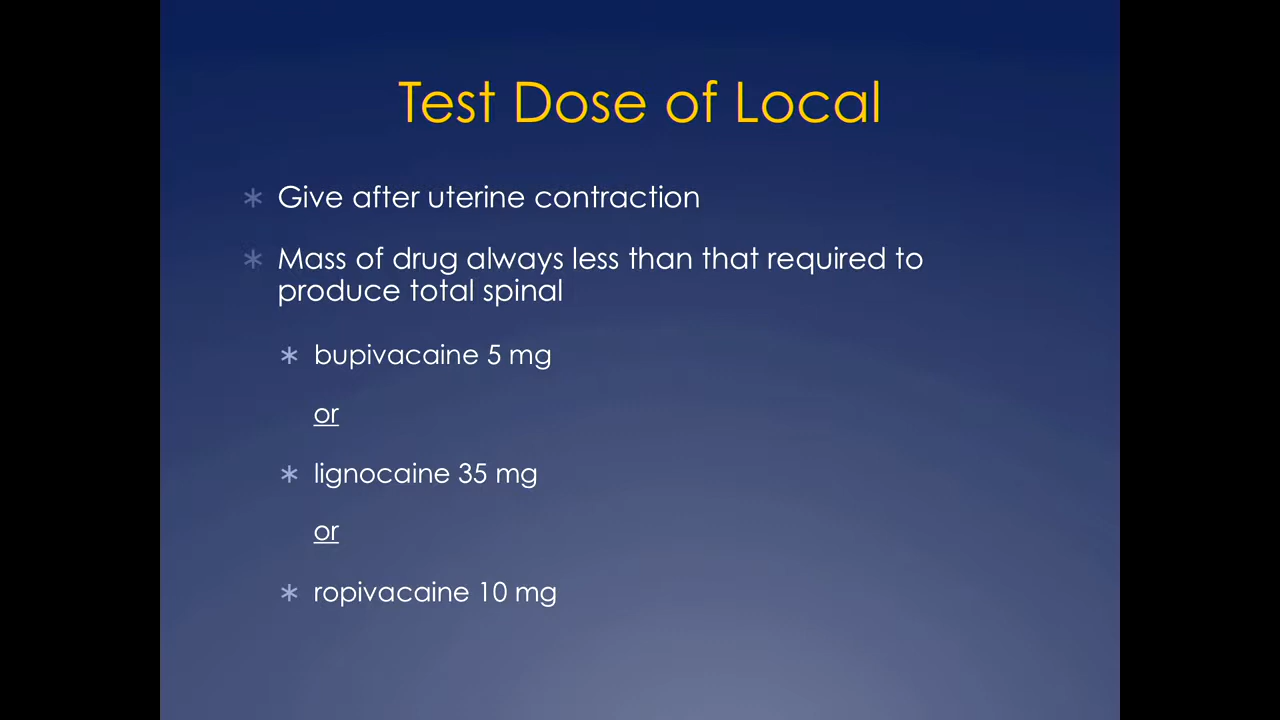 Test Dose of Local
* Give after uterine contraction
* Mass of drug always less than that required to
produce total spinal
* bupivacaine 5 mg
or
* lignocaine 35 mg
or
* ropivacaine 10 mg